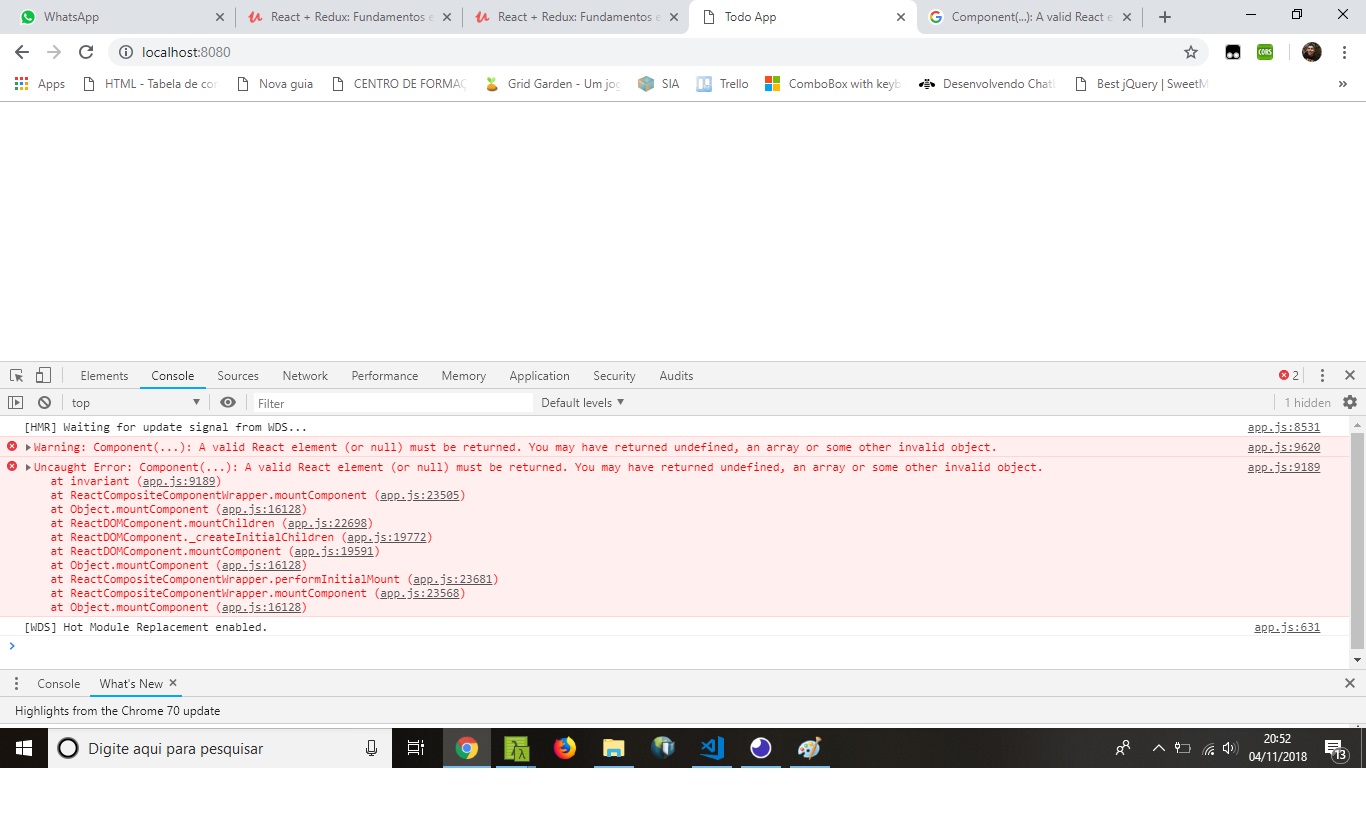 WhatsApp
React + Redux: Fundamentos e
React + Redux: Fundamentos e
Todo App
Component(...): A valid React e
localhost:8080
CORS
Apps
HTML - Tabela de cor
Nova guia
CENTRO DE FORMAÇ
Grid Garden - Um jog
SIA
Trello
ComboBox with keyb
Desenvolvendo Chatl
Best jQuery | SweetM
»
Elements Console Sources Network Performance Memory Application Security Audits 2
top Filter Default levels 1 hidden
[HMR] Waiting for update signal from WDS... app.js:8531
Warning: Component(...): A valid React element (or null) must be returned. You may have returned undefined, an array or some other invalid object. app.js:9620
Uncaught Error: Component(...): A valid React element (or null) must be returned. You may have returned undefined, an array or some other invalid object. app.js:9189
at invariant (app.js:9189)
at ReactCompositeComponentWrapper.mountComponent (app.js:23505)
at Object.mountComponent (app.js:16128)
at ReactDOMComponent.mountChildren (app.js:22698)
at ReactDOMComponent._createInitialChildren (app.js:19772)
at ReactDOMComponent.mountComponent (app.js:19591)
at Object.mountComponent (app.js:16128)
at ReactCompositeComponentWrapper.performInitialMount (app.js:23681)
at ReactCompositeComponentWrapper.mountComponent (app.js:23568)
at Object.mountComponent (app.js:16128)
[WDS] Hot Module Replacement enabled. app.js:631
Console What's New
Highlights from the Chrome 70 update
Digite aqui para pesquisar
20:52
04/11/2018
13